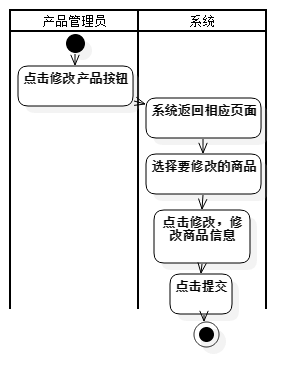 产品管理员
系统
点击修改产品按钮
系统返回相应页面
选择要修改的商品
点击修改，修
改商品信息
点击提交